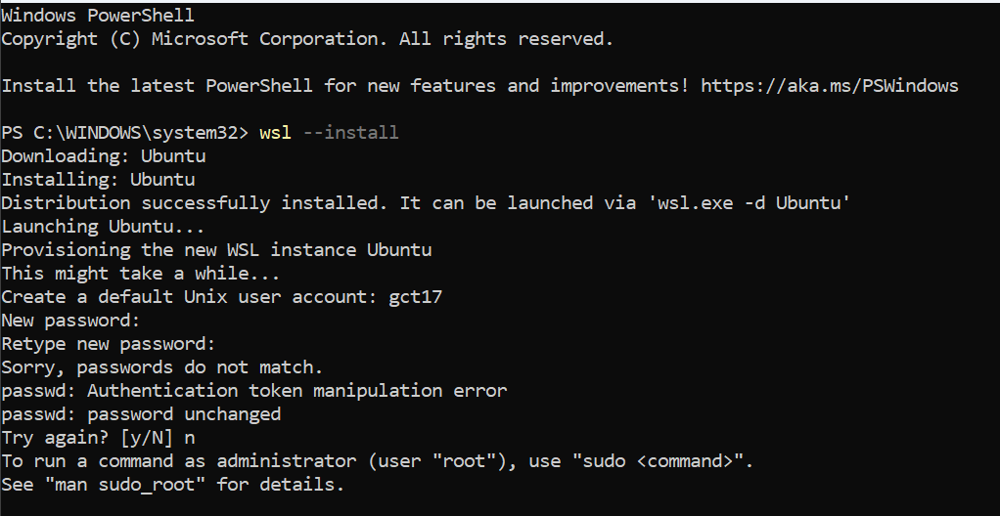 Windows PowerShell
Copyright (C) Microsoft Corporation. All rights reserved.
Install the latest PowerShell for new features and improvements! https://aka.ms/PSWindows
PS C:\WINDOWS\system32> wsl --install
Downloading: Ubuntu
Installing: Ubuntu
Distribution successfully installed. It can be launched via 'wsl.exe -d Ubuntu'
Launching Ubuntu...
Provisioning the new WSL instance Ubuntu
This might take a while...
Create a default Unix user account: gct17
New password:
Retype new password:
Sorry, passwords do not match.
passwd: Authentication token manipulation error
passwd: password unchanged
Try again? [y/N] n
To run a command as administrator (user "root"), use "sudo <command>".
See "man sudo_root" for details.